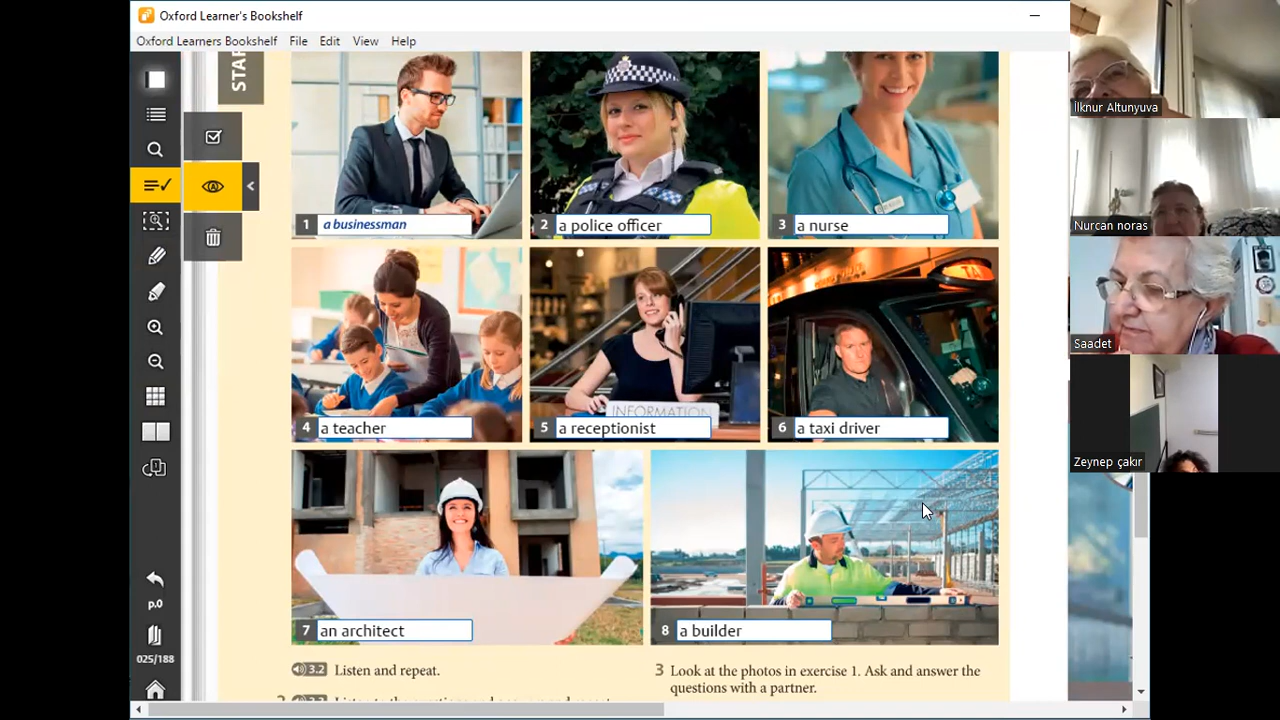 Oxford Learner's Bookshelf
Oxford Learners Bookshelf File Edit View Help
STAR
1 a businessman
2 a police officer
3 a nurse
4 a teacher
INFORMATION
5 a receptionist
TA
6 a taxi driver
7 an architect
8 a builder
3.2 Listen and repeat.
3 Look at the photos in exercise 1. Ask and answer the
questions with a partner.
p.0
025/188
İlknur Altunyuva
Nurcan noras
Saadet
Zeynep çakır